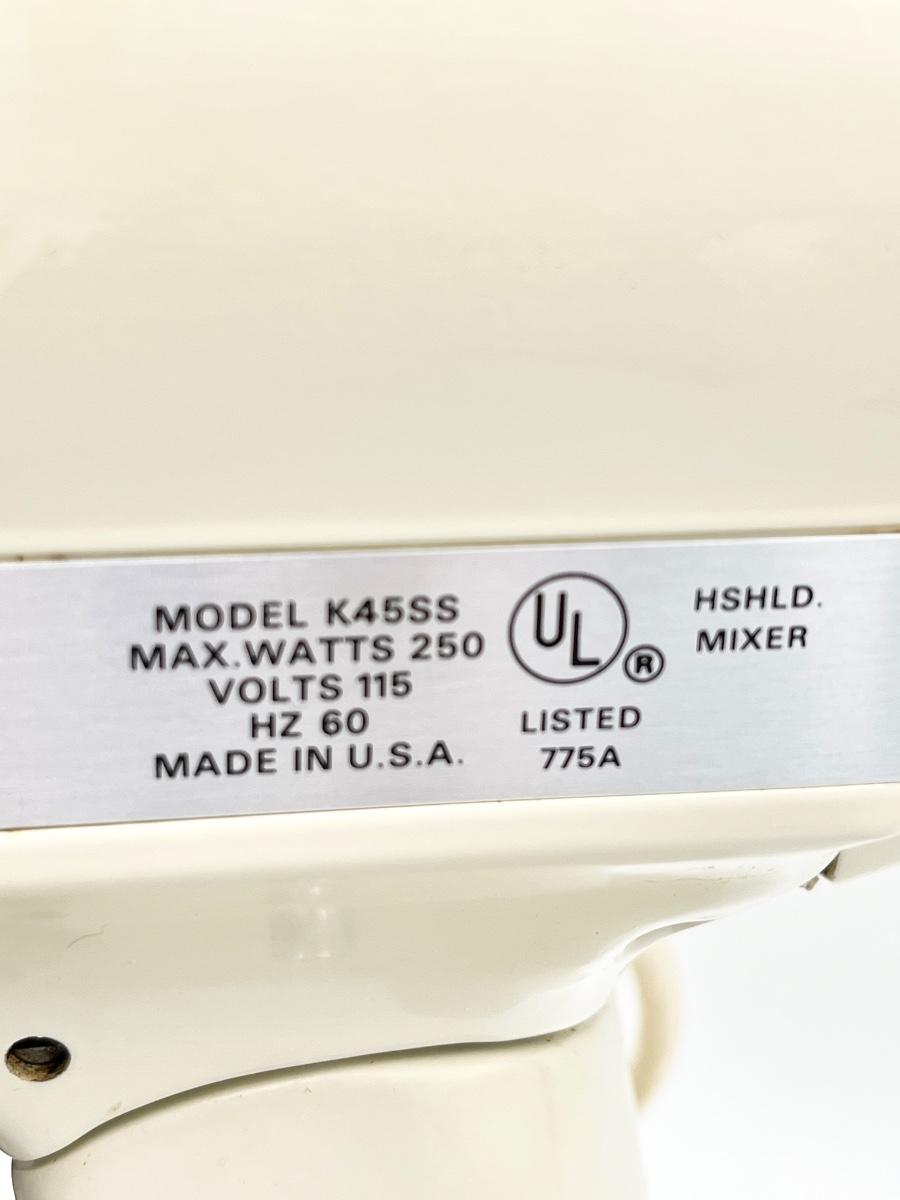 MODEL K45SS
MAX.WATTS 250
VOLTS 115
HZ 60
MADE IN U.S.A.
UL ®
LISTED
775A
HSHLD.
MIXER